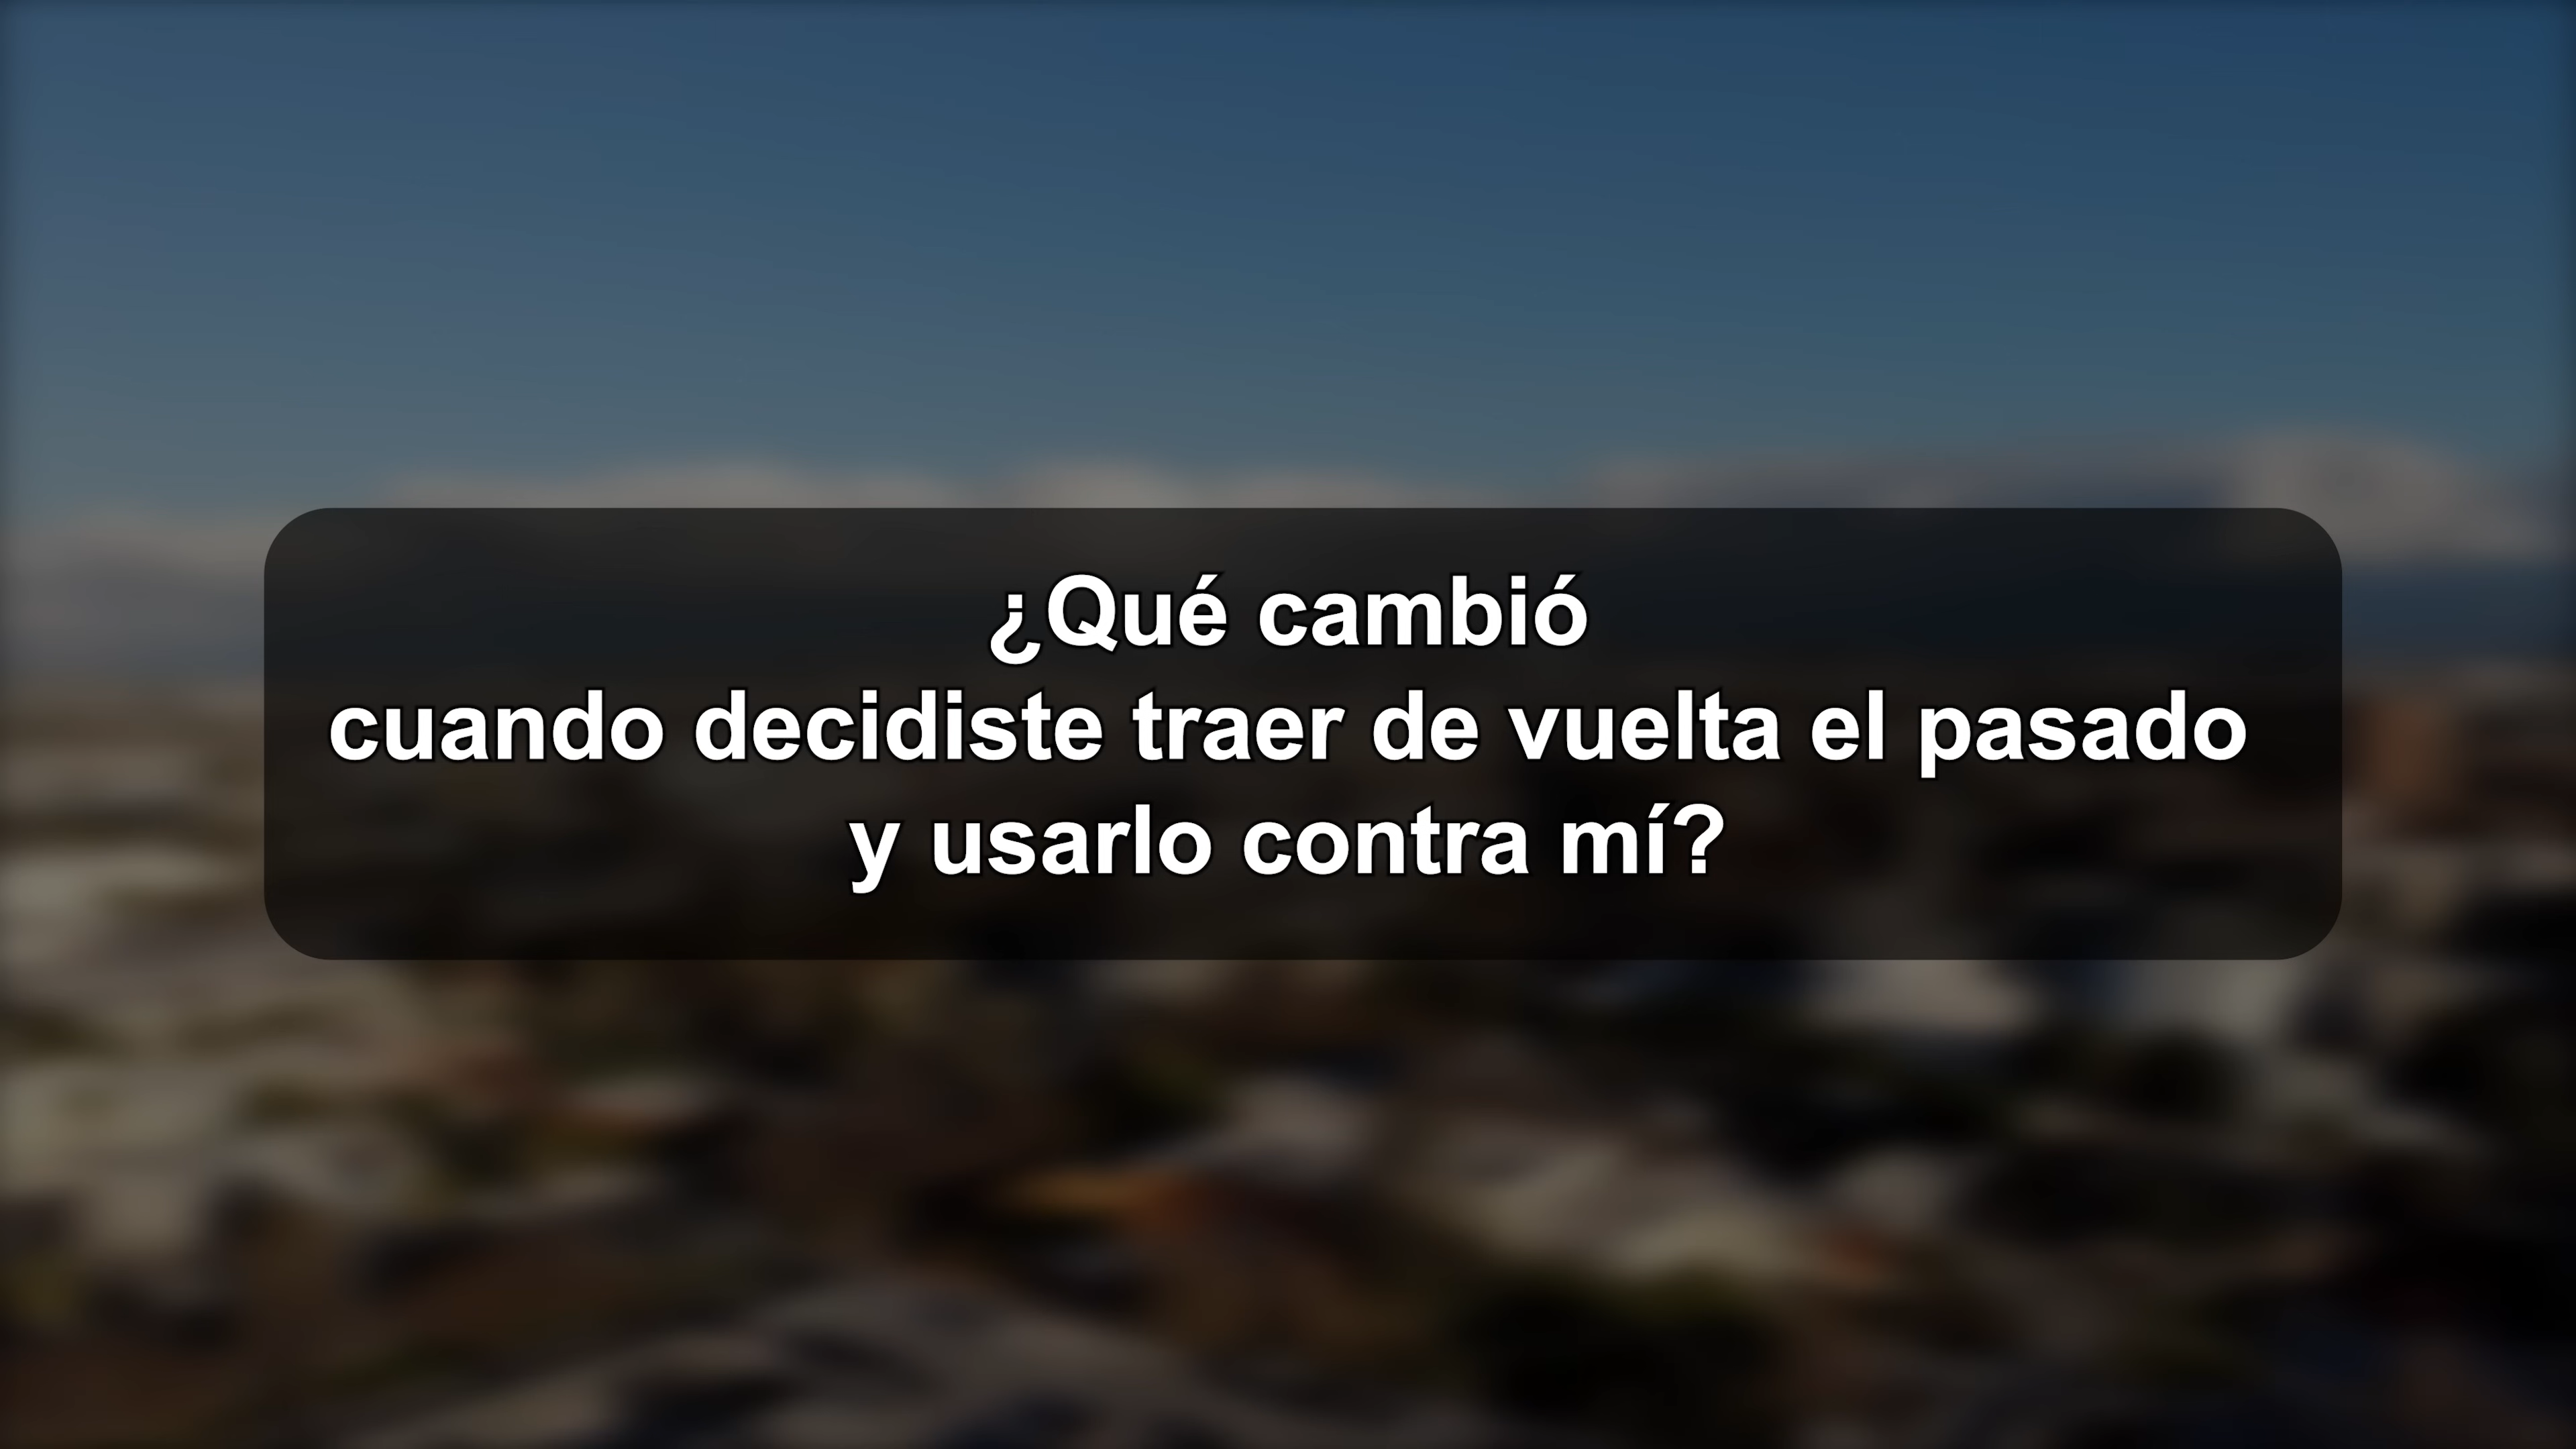 ¿Qué cambió
cuando decidiste traer de vuelta el pasado
y usarlo contra mí?